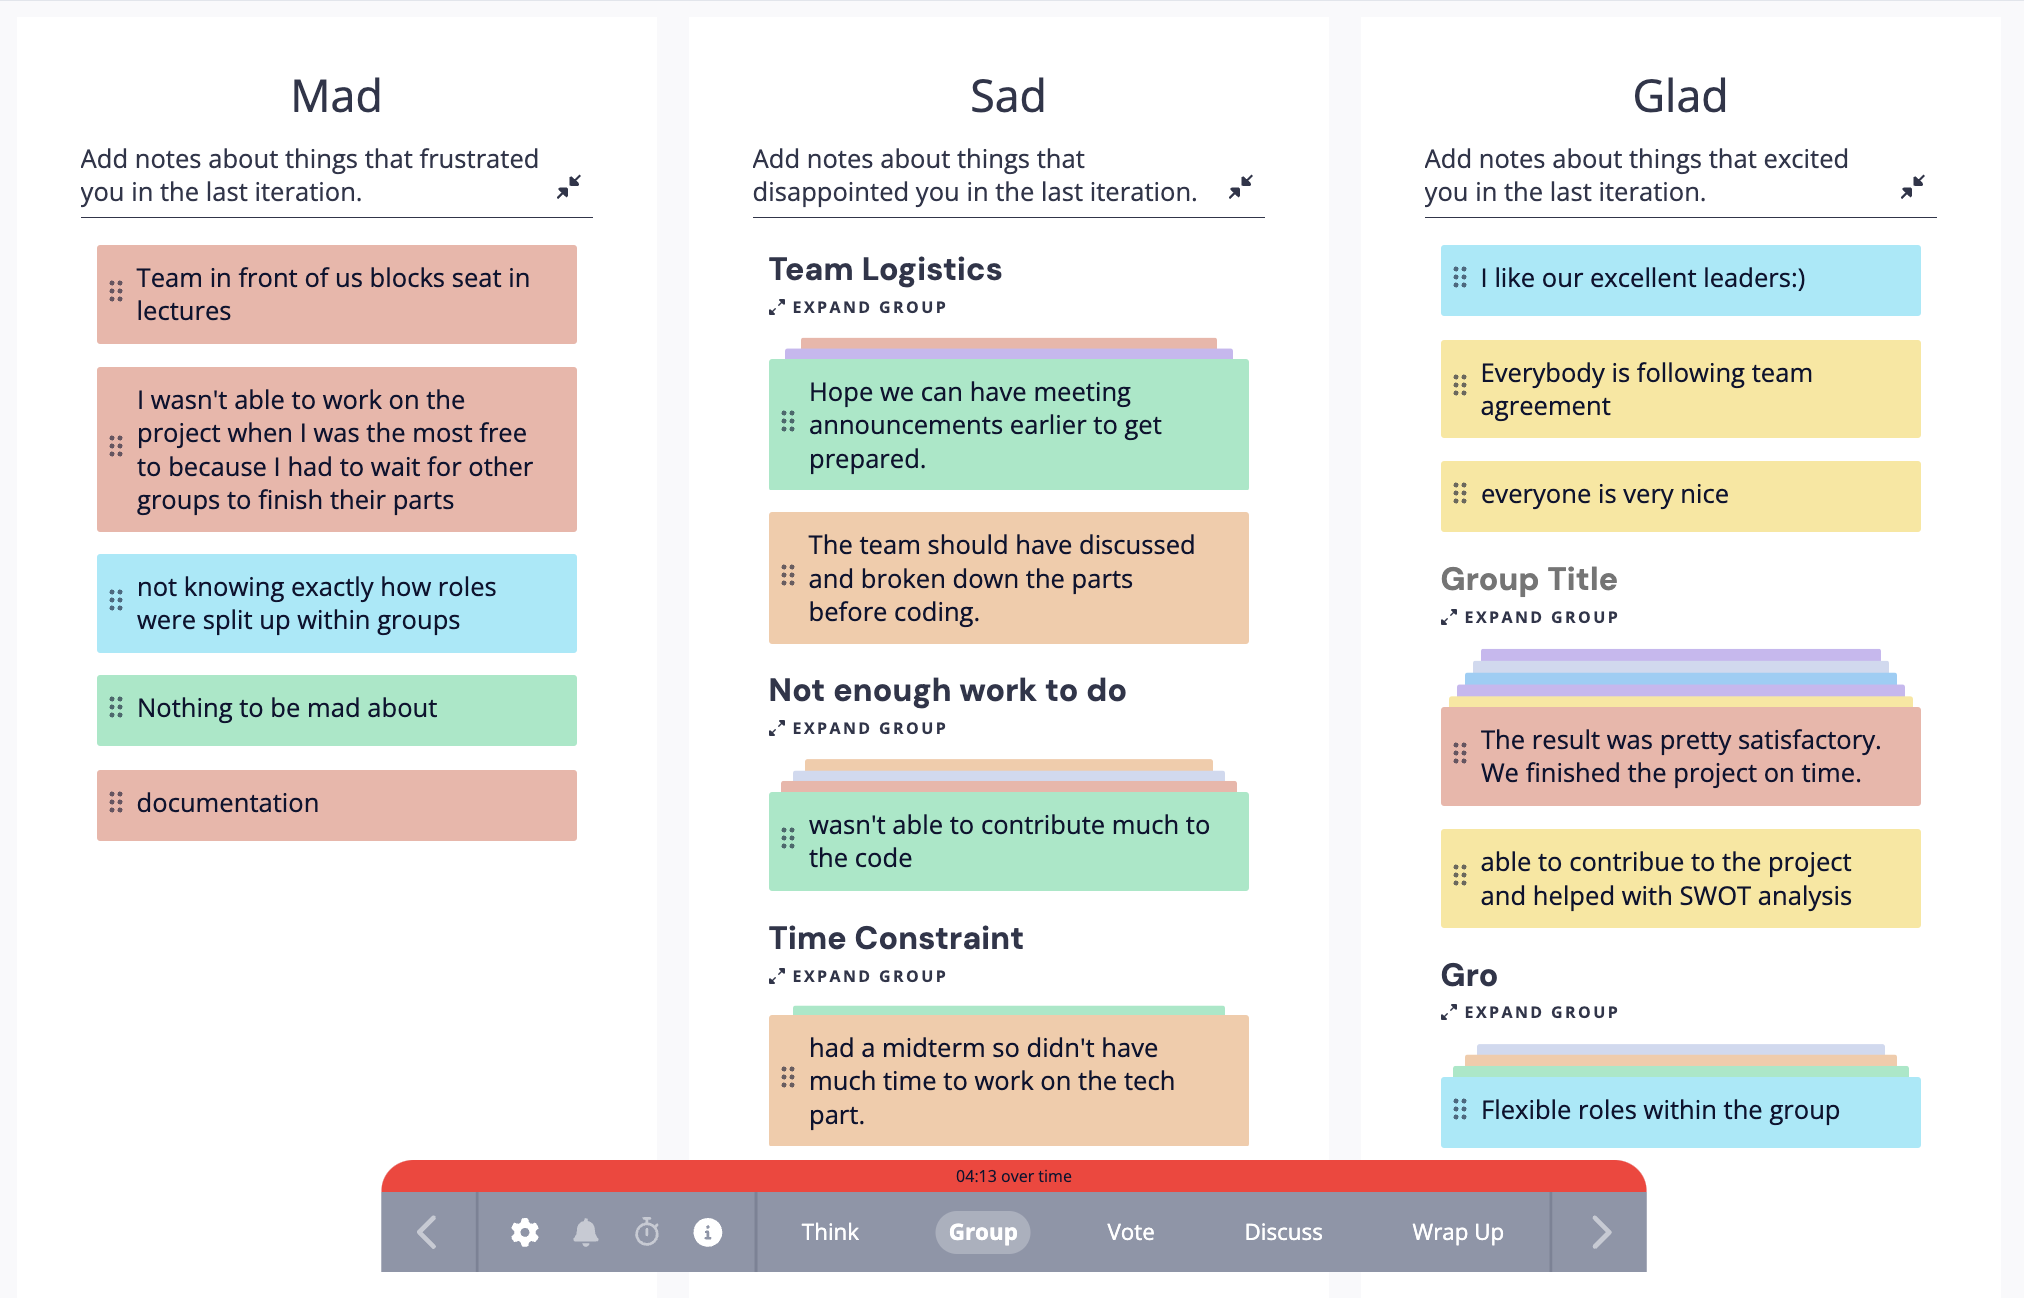 Mad
Add notes about things that frustrated
you in the last iteration.
Team in front of us blocks seat in
lectures
I wasn't able to work on the
project when I was the most free
to because I had to wait for other
groups to finish their parts
not knowing exactly how roles
were split up within groups
Nothing to be mad about
documentation
Sad
Add notes about things that
disappointed you in the last iteration.
Team Logistics
EXPAND GROUP
Hope we can have meeting
announcements earlier to get
prepared.
The team should have discussed
and broken down the parts
before coding.
Not enough work to do
EXPAND GROUP
wasn't able to contribute much to
the code
Time Constraint
EXPAND GROUP
had a midterm so didn't have
much time to work on the tech
part.
Glad
Add notes about things that excited
you in the last iteration.
I like our excellent leaders:)
Everybody is following team
agreement
everyone is very nice
Group Title
EXPAND GROUP
The result was pretty satisfactory.
We finished the project on time.
able to contribue to the project
and helped with SWOT analysis
Gro
EXPAND GROUP
Flexible roles within the group
04:13 over time
Think
Group
Vote
Discuss
Wrap Up